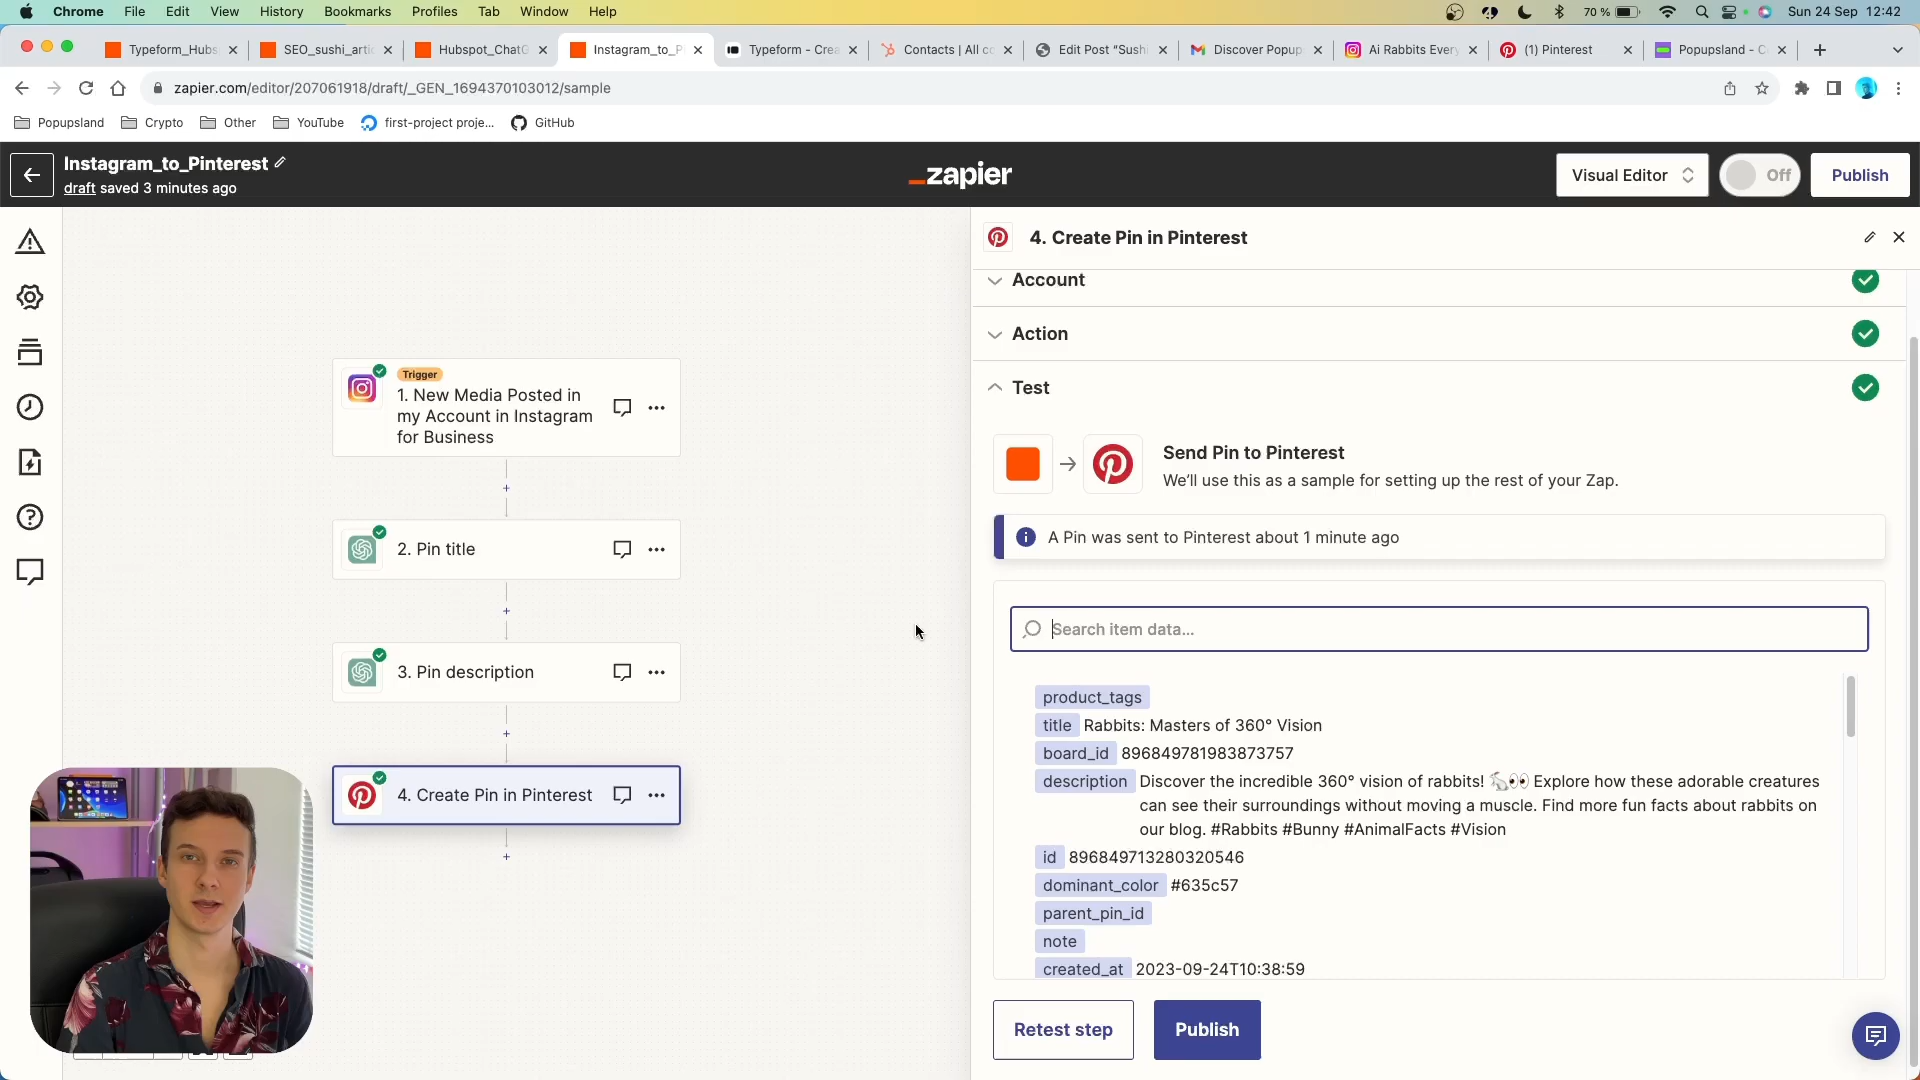 Chrome File Edit View History Bookmarks Profiles Tab Window Help 70 % Sun 24 Sep 12:42
Typeform_Hubs SEO_sushi_arti Hubspot_ChatG Instagram_to_P Typeform - Crea Contacts | All co Edit Post “Sushi Discover Popup Ai Rabbits Every (1) Pinterest Popupsland - C
zapier.com/editor/207061918/draft/_GEN_1694370103012/sample
Popupsland Crypto Other YouTube first-project proje... GitHub
Instagram_to_Pinterest
draft saved 3 minutes ago
_zapier
Visual Editor
Off
Publish
Trigger
1. New Media Posted in
my Account in Instagram
for Business
2. Pin title
3. Pin description
4. Create Pin in Pinterest
4. Create Pin in Pinterest
Account
Action
Test
Send Pin to Pinterest
We’ll use this as a sample for setting up the rest of your Zap.
A Pin was sent to Pinterest about 1 minute ago
Search item data...
product_tags
title Rabbits: Masters of 360° Vision
board_id 896849781983873757
description Discover the incredible 360° vision of rabbits! 🐇👀 Explore how these adorable creatures
can see their surroundings without moving a muscle. Find more fun facts about rabbits on
our blog. #Rabbits #Bunny #AnimalFacts #Vision
id 896849713280320546
dominant_color #635c57
parent_pin_id
note
created_at 2023-09-24T10:38:59
Retest step
Publish